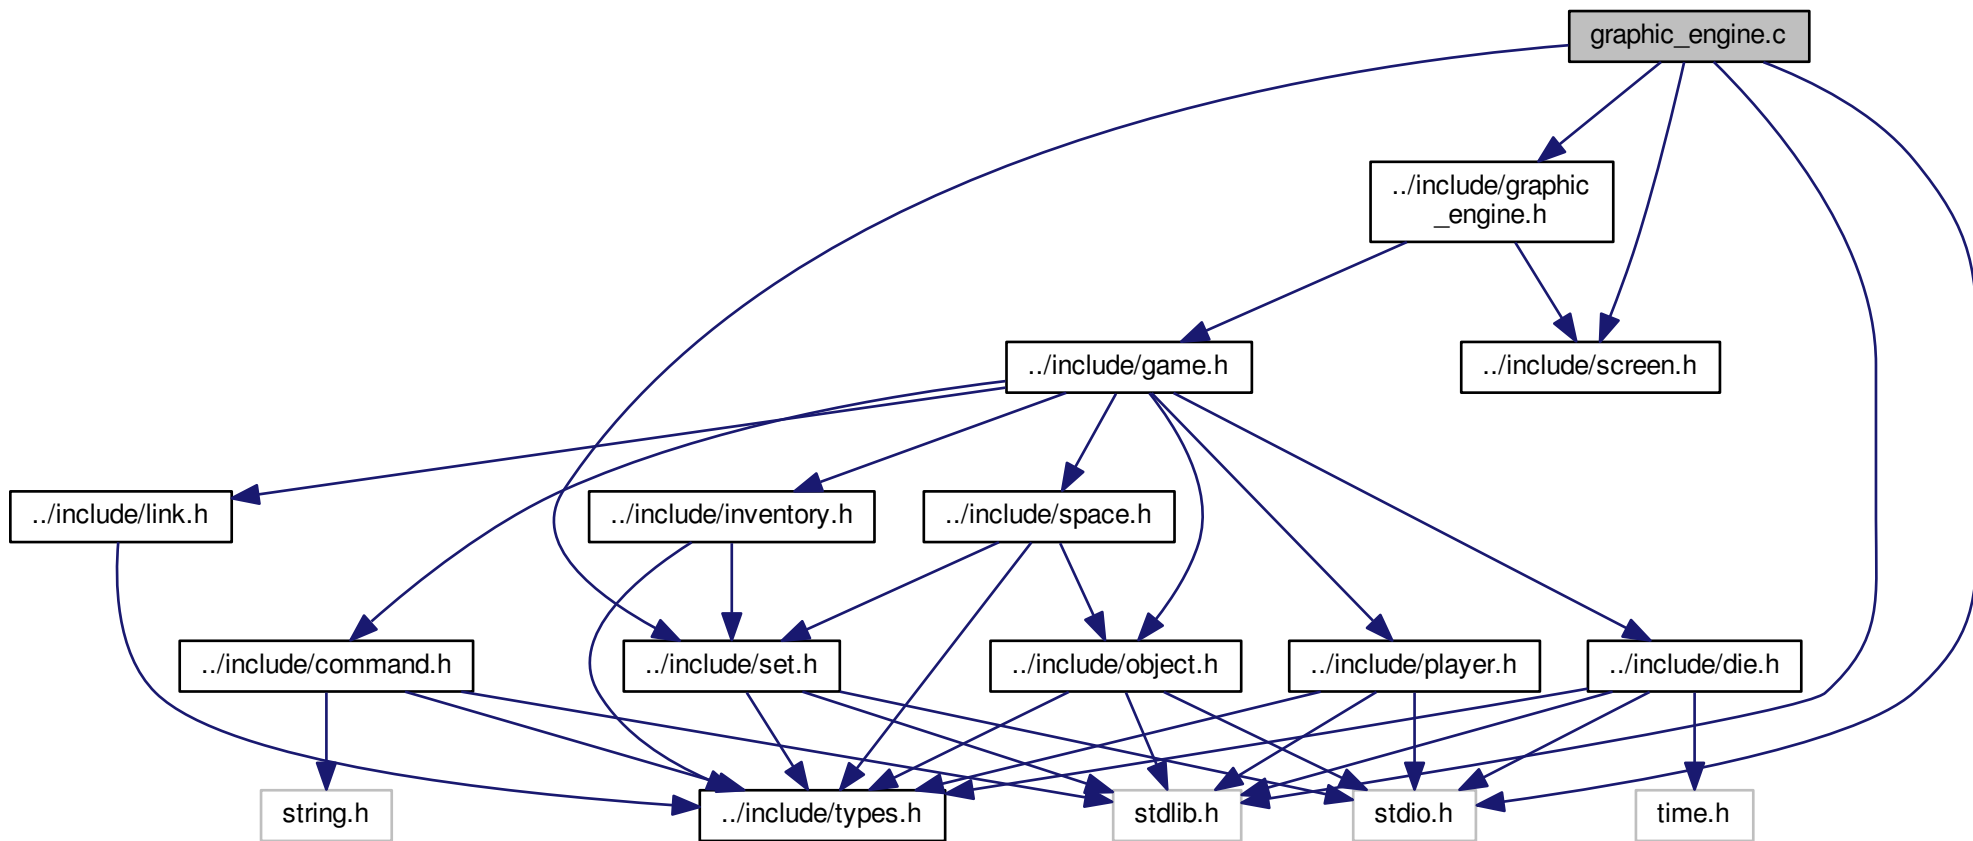 graphic_engine.c
../include/graphic
_engine.h
../include/game.h
../include/screen.h
../include/link.h
../include/inventory.h
../include/space.h
../include/command.h
../include/set.h
../include/object.h
../include/player.h
../include/die.h
string.h
../include/types.h
stdlib.h
stdio.h
time.h